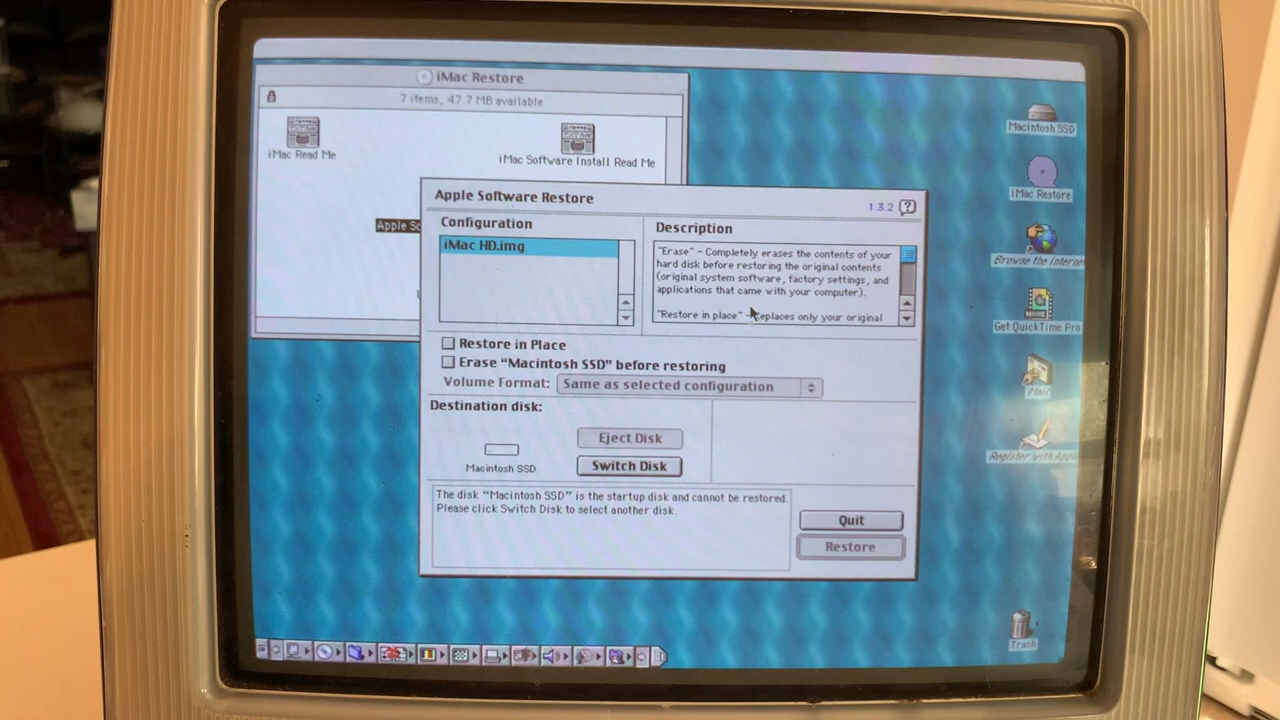 iMac Restore
7 items, 47.7 MB available
iMac Read Me
iMac Software Install Read Me
Apple So
Apple Software Restore
1.3.2 ?
Configuration
iMac HD.img
Description
"Erase" - Completely erases the contents of your
hard disk before restoring the original contents
(original system software, factory settings, and
applications that came with your computer).
"Restore in place" - Replaces only your original
Restore in Place
Erase “Macintosh SSD” before restoring
Volume Format: Same as selected configuration
Destination disk:
Macintosh SSD
Eject Disk
Switch Disk
The disk “Macintosh SSD” is the startup disk and cannot be restored.
Please click Switch Disk to select another disk.
Quit
Restore
Macintosh SSD
iMac Restore
Browse the Internet
Get QuickTime Pro
Mail
Register with Apple
Trash